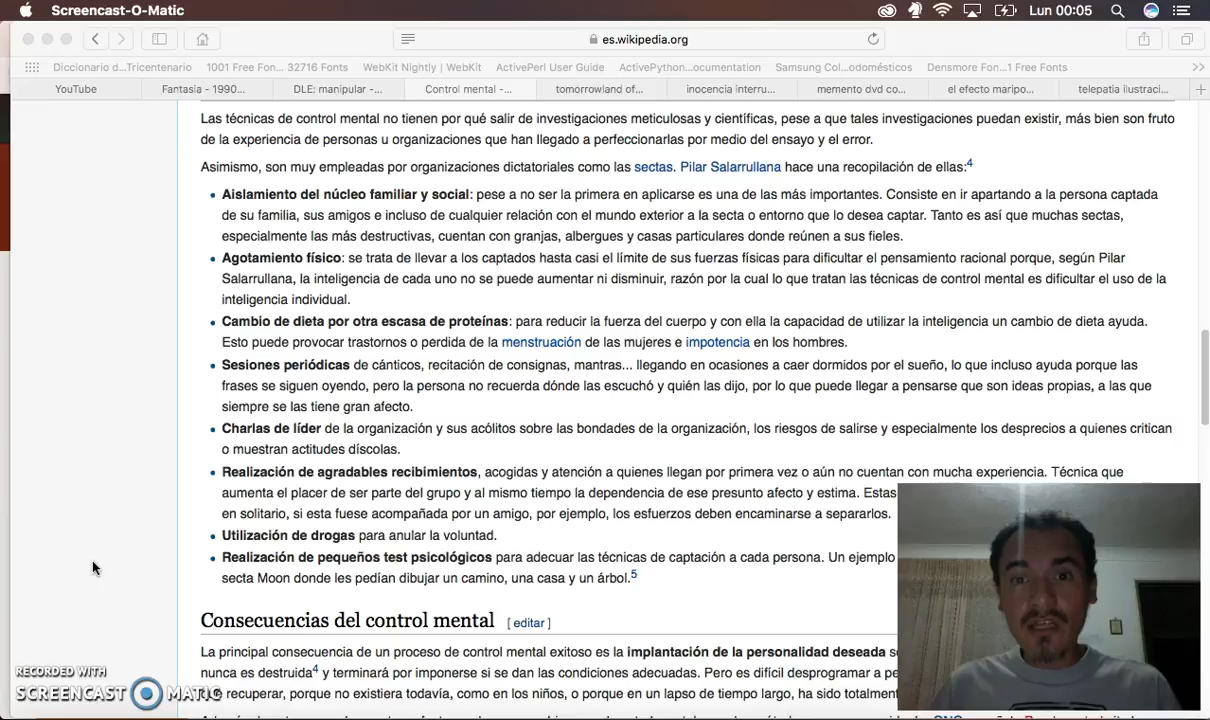 Screencast-O-Matic Lun 00:05
es.wikipedia.org
Diccionario d...Tricentenario 1001 Free Fon... 32716 Fonts WebKit Nightly | WebKit ActivePerl User Guide ActivePython...ocumentation Samsung Col...odomésticos Densmore Fon...1 Free Fonts >>
YouTube Fantasia - 1990... DLE: manipular -... Control mental -... tomorrowland of... inocencia interru... memento dvd co... el efecto maripo... telepatia ilustraci... +
Las técnicas de control mental no tienen por qué salir de investigaciones meticulosas y científicas, pese a que tales investigaciones puedan existir, más bien son fruto
de la experiencia de personas u organizaciones que han llegado a perfeccionarlas por medio del ensayo y el error.
Asimismo, son muy empleadas por organizaciones dictatoriales como las sectas. Pilar Salarrullana hace una recopilación de ellas:4
• Aislamiento del núcleo familiar y social: pese a no ser la primera en aplicarse es una de las más importantes. Consiste en ir apartando a la persona captada
de su familia, sus amigos e incluso de cualquier relación con el mundo exterior a la secta o entorno que lo desea captar. Tanto es así que muchas sectas,
especialmente las más destructivas, cuentan con granjas, albergues y casas particulares donde reúnen a sus fieles.
• Agotamiento físico: se trata de llevar a los captados hasta casi el límite de sus fuerzas físicas para dificultar el pensamiento racional porque, según Pilar
Salarrullana, la inteligencia de cada uno no se puede aumentar ni disminuir, razón por la cual lo que tratan las técnicas de control mental es dificultar el uso de la
inteligencia individual.
• Cambio de dieta por otra escasa de proteínas: para reducir la fuerza del cuerpo y con ella la capacidad de utilizar la inteligencia un cambio de dieta ayuda.
Esto puede provocar trastornos o perdida de la menstruación de las mujeres e impotencia en los hombres.
• Sesiones periódicas de cánticos, recitación de consignas, mantras... llegando en ocasiones a caer dormidos por el sueño, lo que incluso ayuda porque las
frases se siguen oyendo, pero la persona no recuerda dónde las escuchó y quién las dijo, por lo que puede llegar a pensarse que son ideas propias, a las que
siempre se las tiene gran afecto.
• Charlas de líder de la organización y sus acólitos sobre las bondades de la organización, los riesgos de salirse y especialmente los desprecios a quienes critican
o muestran actitudes díscolas.
• Realización de agradables recibimientos, acogidas y atención a quienes llegan por primera vez o aún no cuentan con mucha experiencia. Técnica que
aumenta el placer de ser parte del grupo y al mismo tiempo la dependencia de ese presunto afecto y estima. Estas
en solitario, si esta fuese acompañada por un amigo, por ejemplo, los esfuerzos deben encaminarse a separarlos.
• Utilización de drogas para anular la voluntad.
• Realización de pequeños test psicológicos para adecuar las técnicas de captación a cada persona. Un ejemplo
secta Moon donde les pedían dibujar un camino, una casa y un árbol.5
Consecuencias del control mental [ editar ]
La principal consecuencia de un proceso de control mental exitoso es la implantación de la personalidad deseada
nunca es destruida4 y terminará por imponerse si se dan las condiciones adecuadas. Pero es difícil desprogramar a
recuperar, porque no existiera todavía, como en los niños, o porque en un lapso de tiempo largo, ha sido
RECORDED WITH
SCREENCAST MATIC